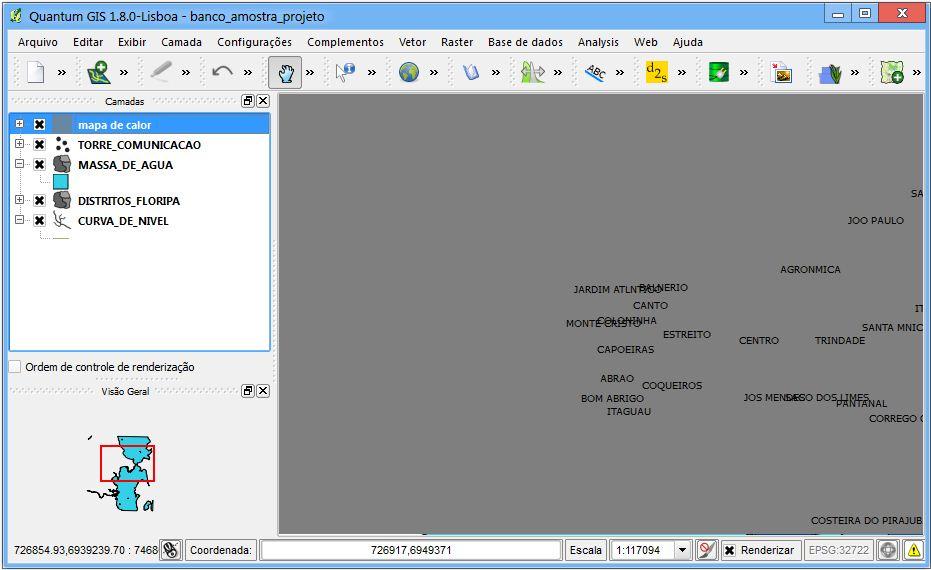 Quantum GIS 1.8.0-Lisboa - banco_amostra_projeto
Arquivo Editar Exibir Camada Configurações Complementos Vetor Raster Base de dados Analysis Web Ajuda
ABC d2s
Camadas
mapa de calor
TORRE_COMUNICACAO
MASSA_DE_AGUA
DISTRITOS_FLORIPA
CURVA_DE_NIVEL
Ordem de controle de renderização
Visão Geral
SA
JOO PAULO
AGRONMICA
JARDIM ATLNTICO
BALNERIO
CANTO
IT
COLONINHA
MONTE CRISTO
SANTA MNIC
ESTREITO
CENTRO
TRINDADE
CAPOEIRAS
ABRAO
COQUEIROS
BOM ABRIGO
JOS MENDES
SACO DOS LIMES
PANTANAL
ITAGUAU
CORREGO G
COSTEIRA DO PIRAJUB
726854.93,6939239.70 : 7468 Coordenada: 726917,6949371 Escala 1:117094 Renderizar EPSG:32722